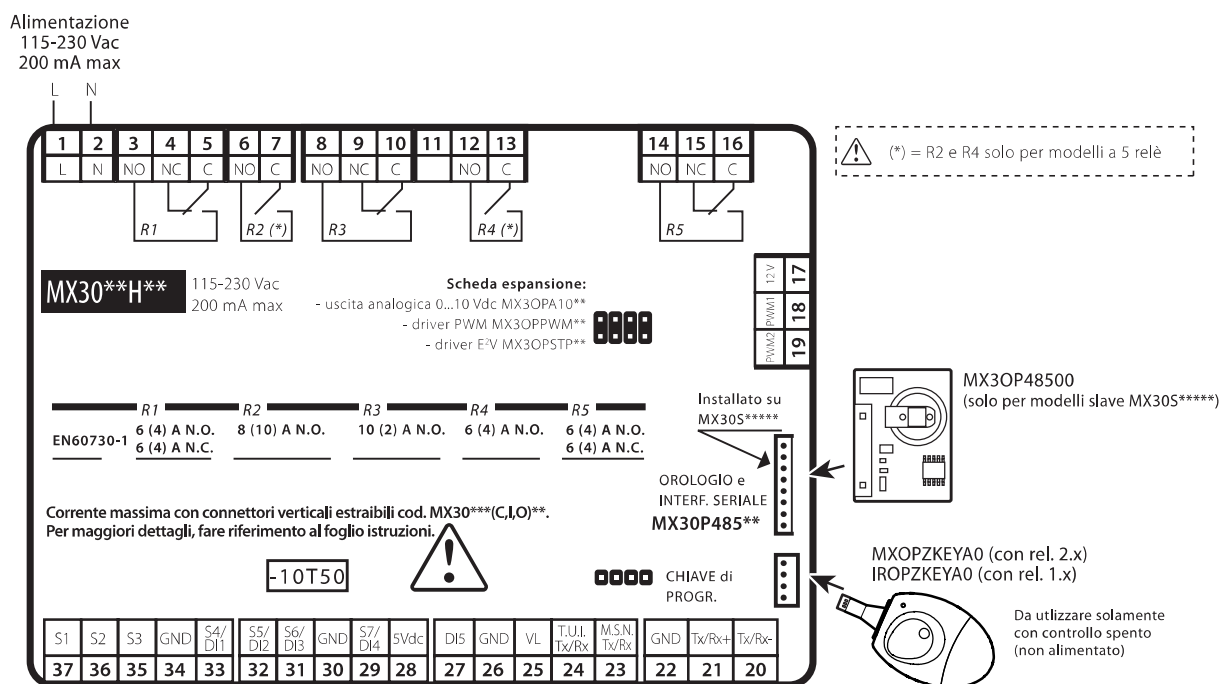 Alimentazione
115-230 Vac
200 mA max
L N
1 2 3 4 5 6 7 8 9 10 11 12 13 14 15 16
L N NO NC C NO C NO NC C NO C NO NC C
R1 R2 (*) R3 R4 (*) R5
(*) = R2 e R4 solo per modelli a 5 relè
MX30**H**
115-230 Vac
200 mA max
Scheda espansione:
- uscita analogica 0...10 Vdc MX3OPA10**
- driver PWM MX3OPPWM**
- driver E²V MX3OPSTP**
12 V 17
PWM1 18
PWM2 19
R1 R2 R3 R4 R5
EN60730-1
6 (4) A N.O. 8 (10) A N.O. 10 (2) A N.O. 6 (4) A N.O. 6 (4) A N.O.
6 (4) A N.C. 6 (4) A N.C.
Installato su
MX30S*****
MX3OP48500
(solo per modelli slave MX30S*****)
OROLOGIO e
INTERF. SERIALE
MX30P485**
Corrente massima con connettori verticali estraibili cod. MX30***(C,I,O)**.
Per maggiori dettagli, fare riferimento al foglio istruzioni.
-10T50
CHIAVE di
PROGR.
MXOPZKEYA0 (con rel. 2.x)
IROPZKEYA0 (con rel. 1.x)
Da utilizzare solamente
con controllo spento
(non alimentato)
S1 S2 S3 GND S4/DI1 S5/DI2 S6/DI3 GND S7/DI4 5Vdc DI5 GND VL T.U.I. Tx/Rx M.S.N. Tx/Rx GND Tx/Rx+ Tx/Rx-
37 36 35 34 33 32 31 30 29 28 27 26 25 24 23 22 21 20